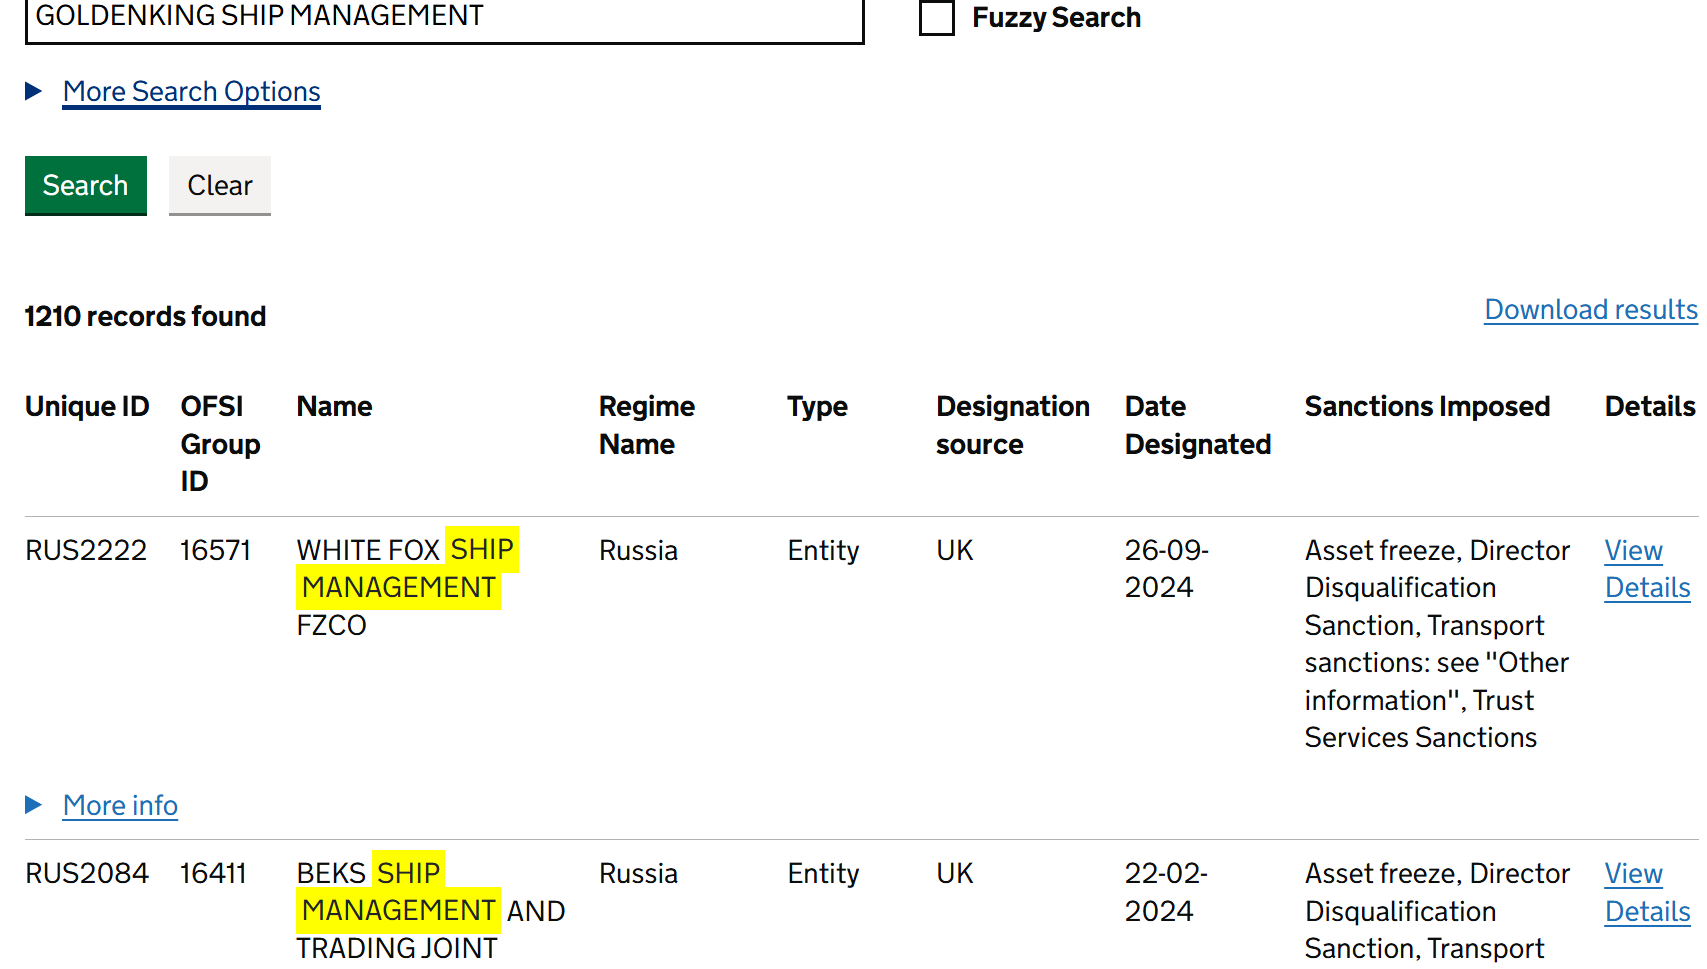 GOLDENKING SHIP MANAGEMENT
Fuzzy Search
More Search Options
Search
Clear
1210 records found
Download results
Unique ID
OFSI
Group
ID
Name
Regime
Name
Type
Designation
source
Date
Designated
Sanctions Imposed
Details
RUS2222
16571
WHITE FOX SHIP
MANAGEMENT
FZCO
Russia
Entity
UK
26-09-
2024
Asset freeze, Director
Disqualification
Sanction, Transport
sanctions: see "Other
information", Trust
Services Sanctions
View
Details
More info
RUS2084
16411
BEKS SHIP
MANAGEMENT AND
TRADING JOINT
Russia
Entity
UK
22-02-
2024
Asset freeze, Director
Disqualification
Sanction, Transport
View
Details